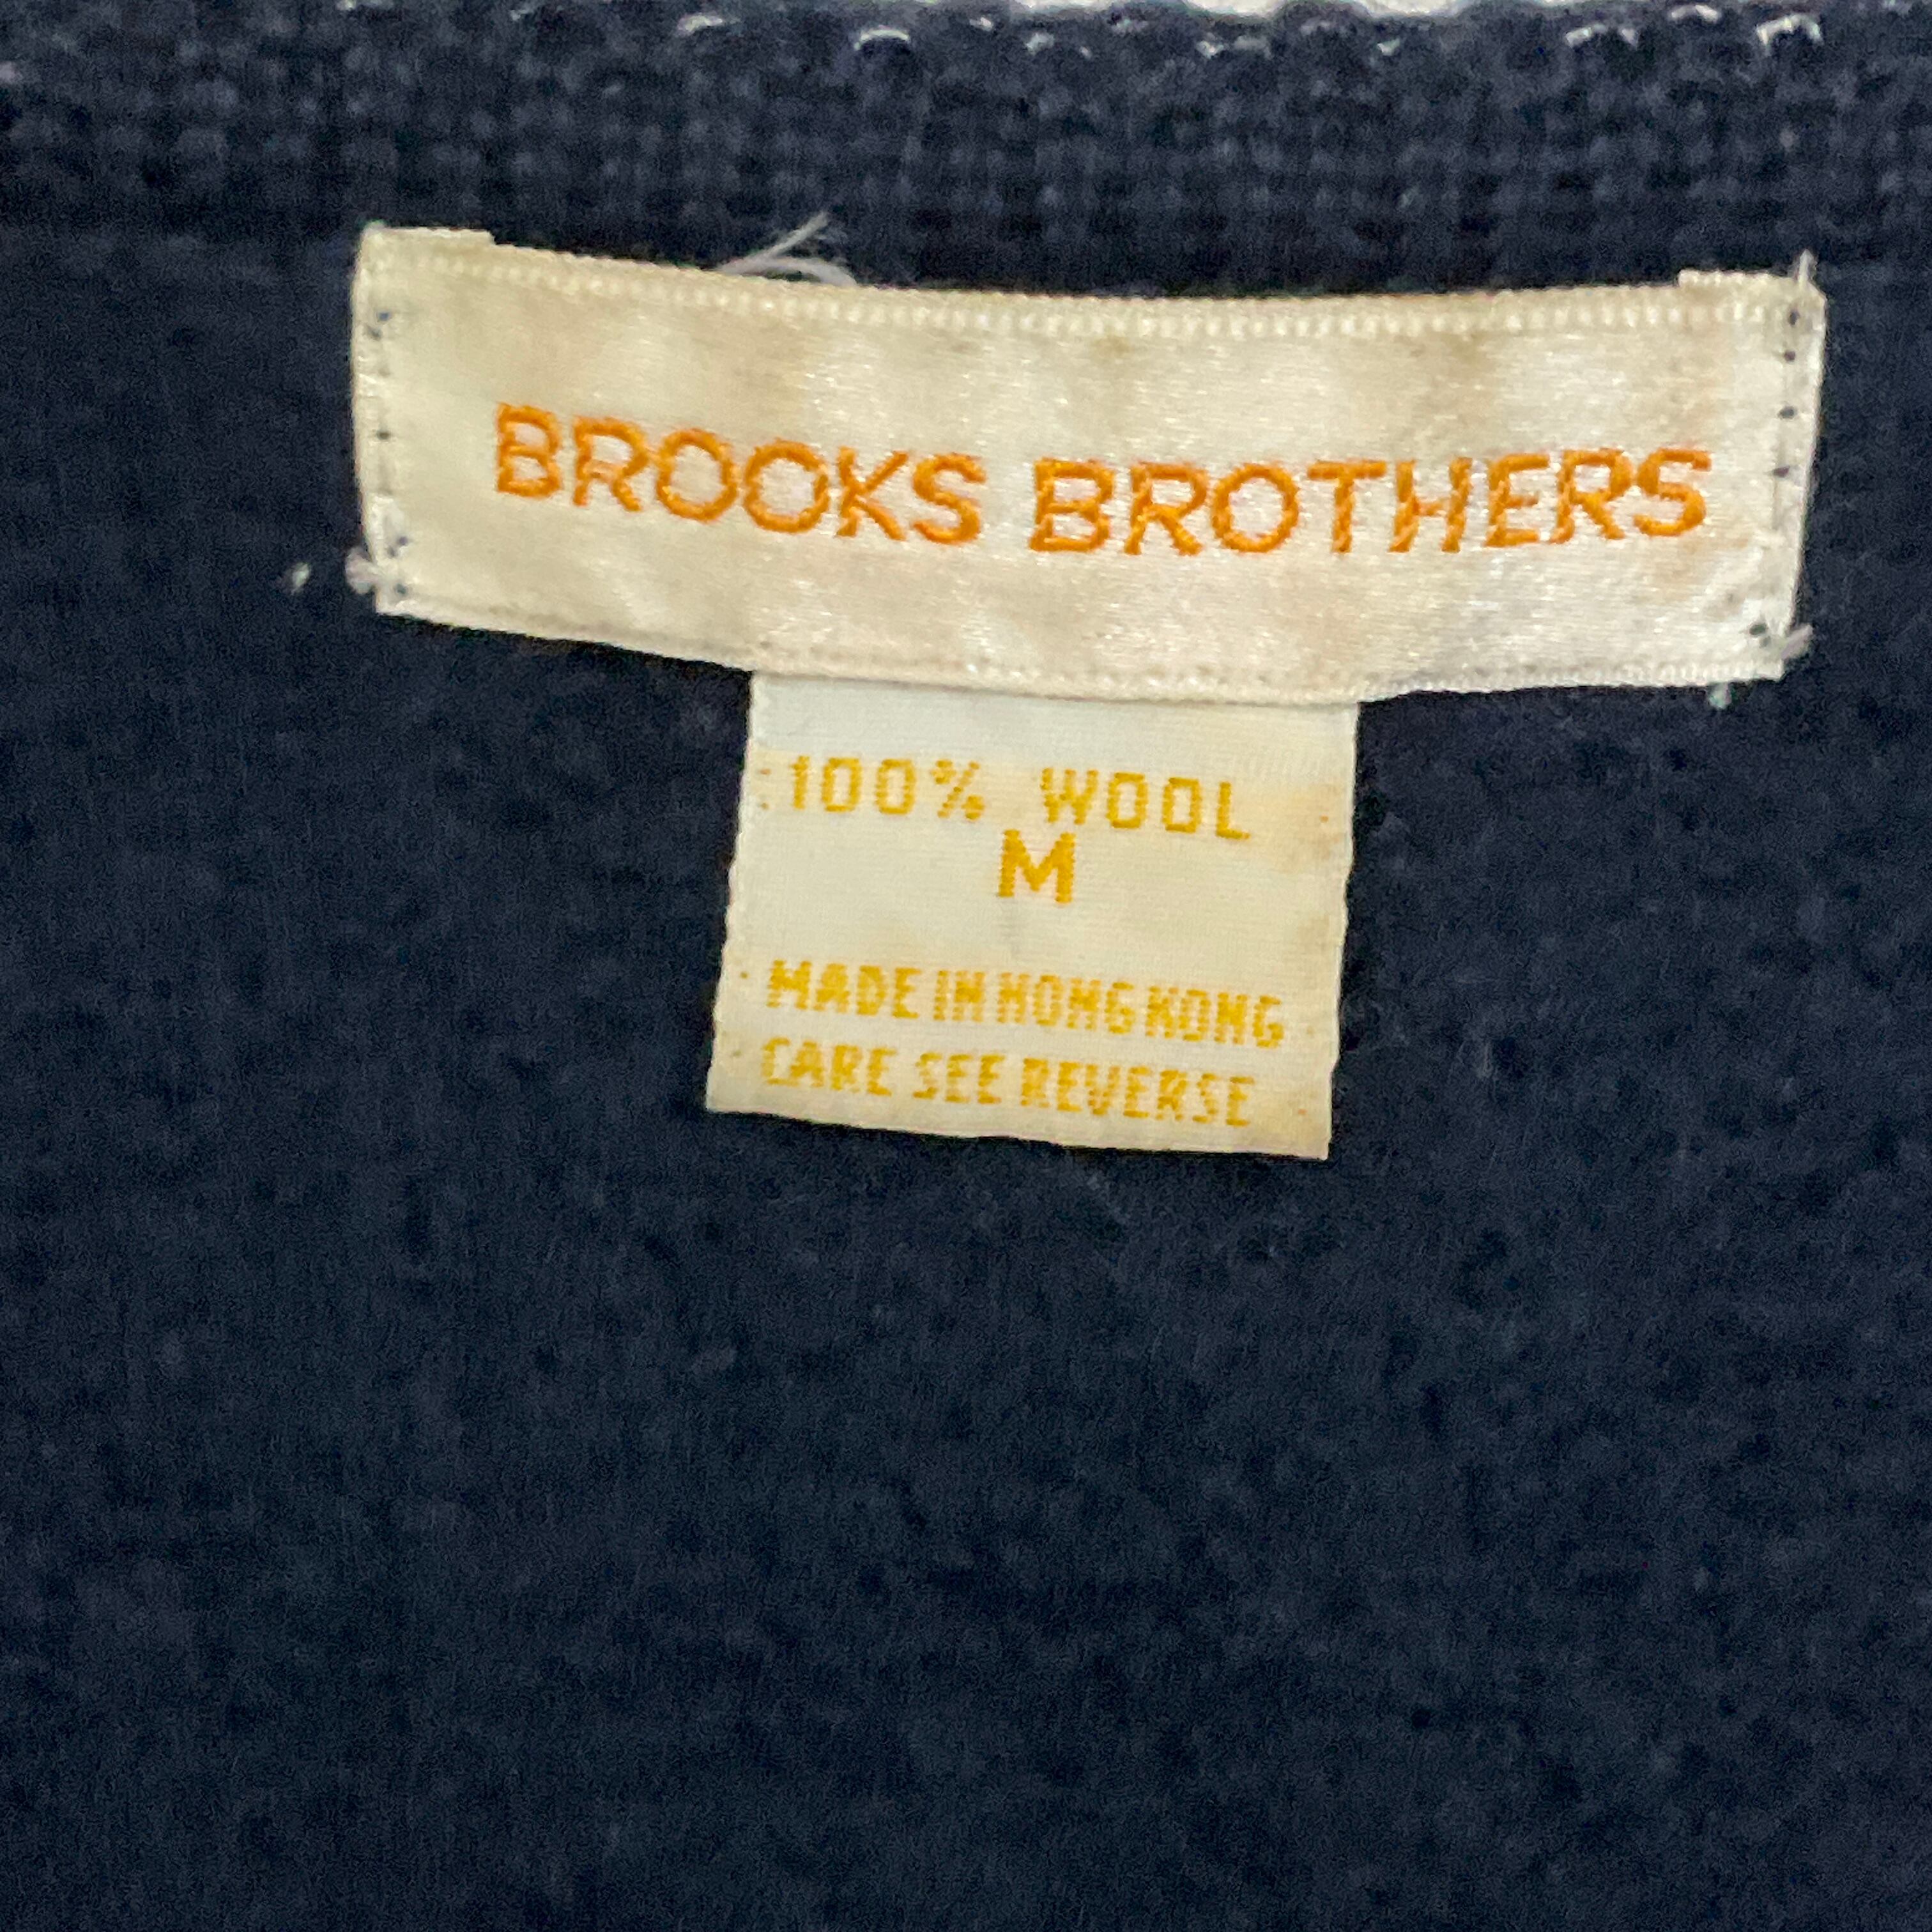 BROOKS BROTHERS
100% WOOL
M
MADE IN HONG KONG
CARE SEE REVERSE